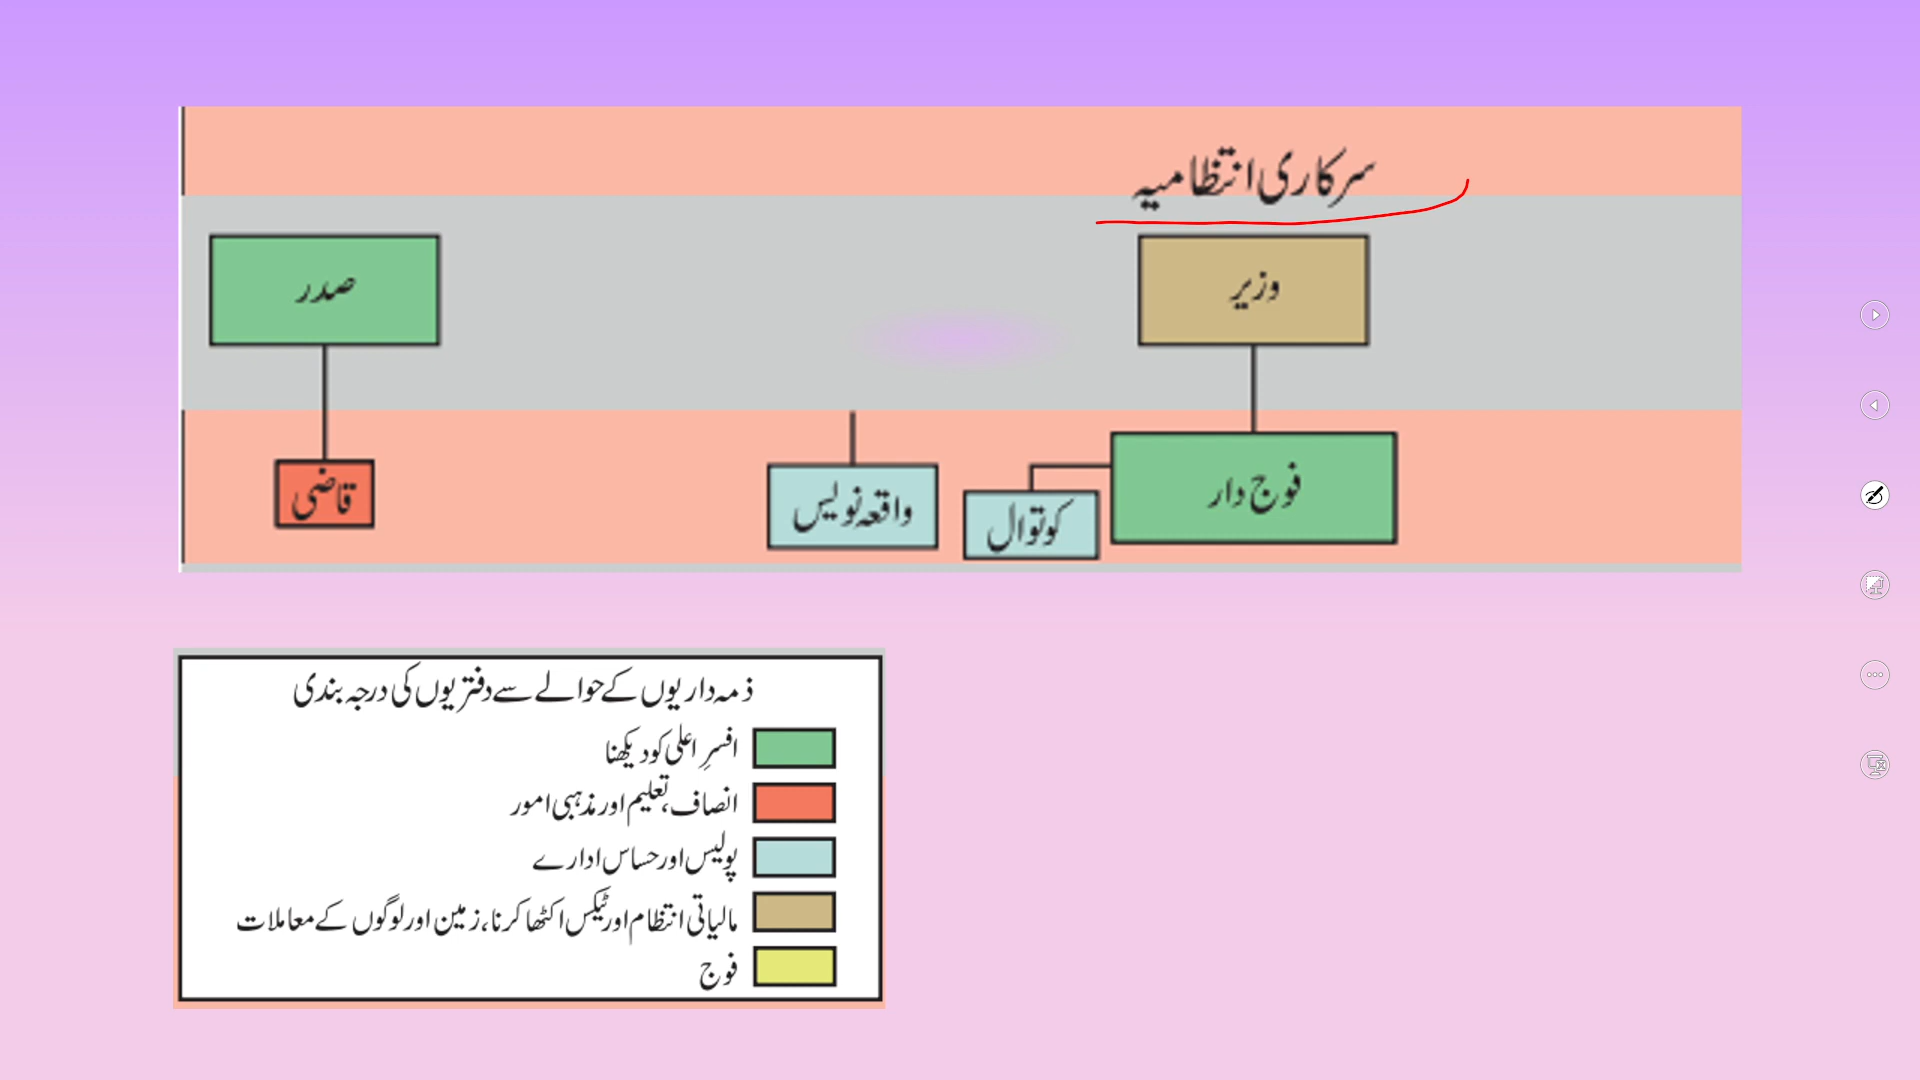 سرکاری انتظامیہ
وزیر
صدر
فوج دار
کوتوال
واقعہ نویس
قاضی
ذمہ داریوں کے حوالے سے دفتریوں کی درجہ بندی
افسرِ اعلی کو دیکھنا
انصاف، تعلیم اور مذہبی امور
پولیس اور حساس ادارے
مالیاتی انتظام اور ٹیکس اکٹھا کرنا، زمین اور لوگوں کے معاملات
فوج